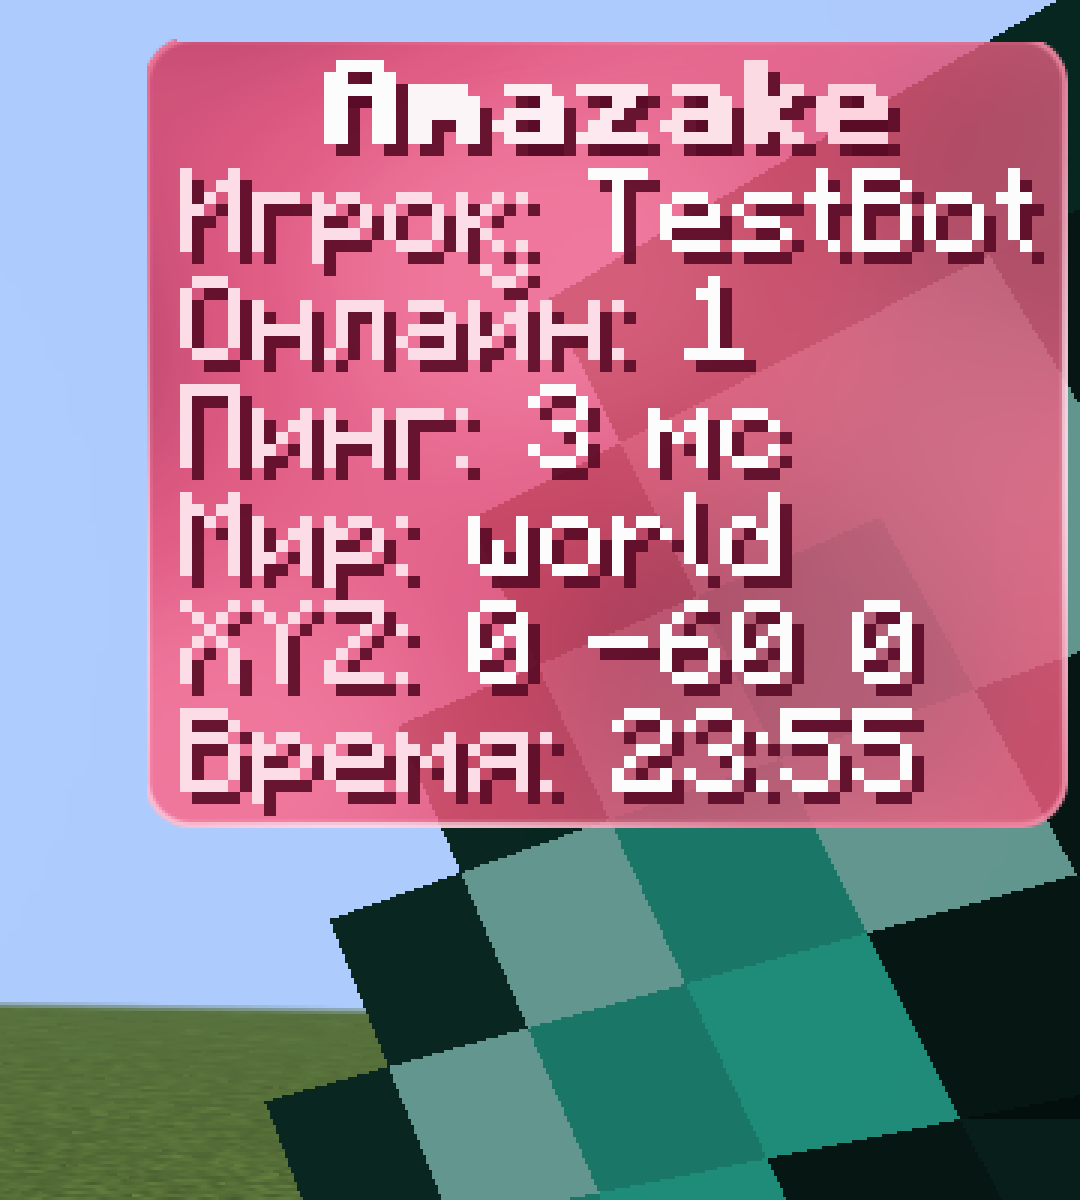 Amazake
Игрок: TestBot
Онлайн: 1
Пинг: 3 мс
Мир: world
XYZ: 0 -60 0
Время: 23:55